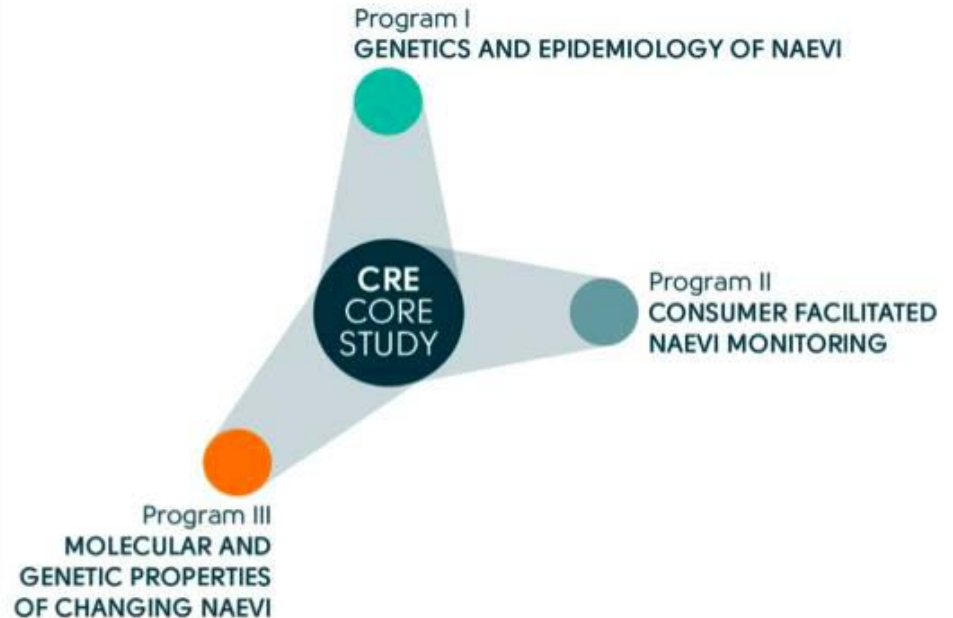 Program I
GENETICS AND EPIDEMIOLOGY OF NAEVI
CRE
CORE
STUDY
Program II
CONSUMER FACILITATED
NAEVI MONITORING
Program III
MOLECULAR AND
GENETIC PROPERTIES
OF CHANGING NAEVI